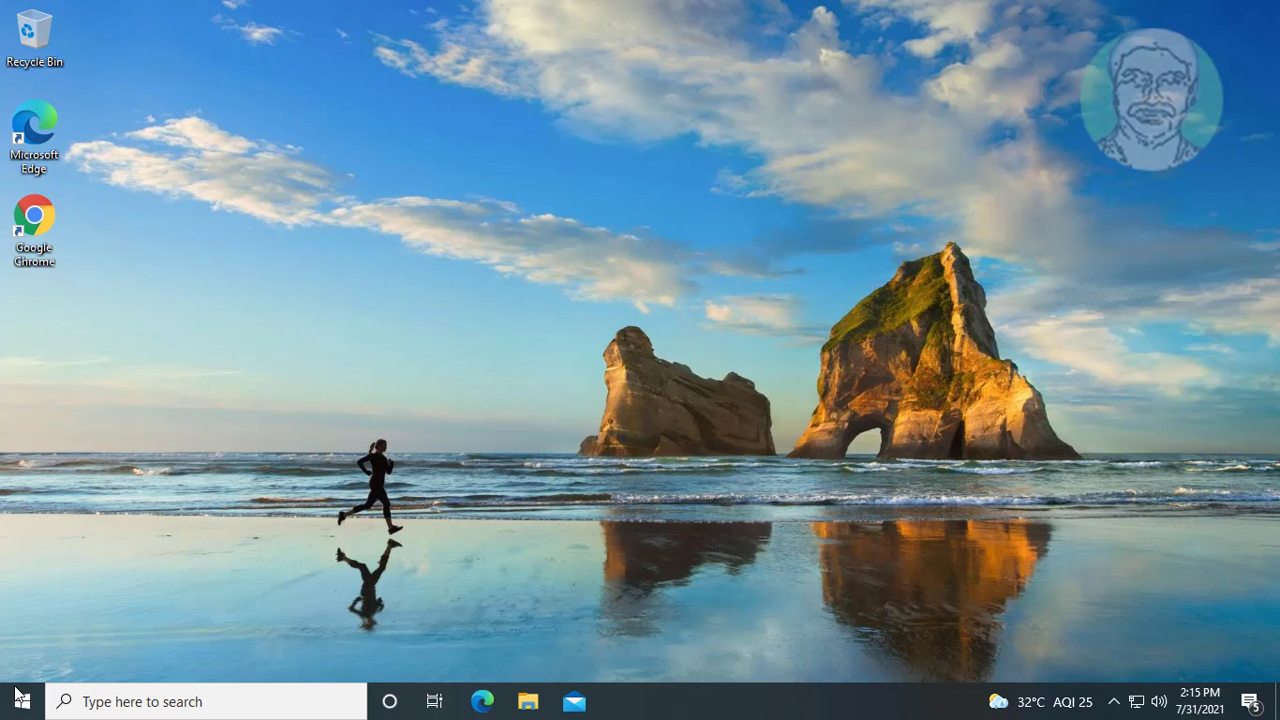 Recycle Bin
Microsoft
Edge
Google
Chrome
Type here to search
32°C AQI 25
2:15 PM
7/31/2021
5